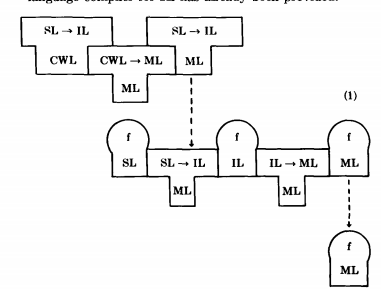 language compiler for has already been provided.
SL → IL SL → IL
CWL CWL → ML ML
ML
(1)
f f f
SL SL → IL IL IL → ML ML
ML ML
f
ML